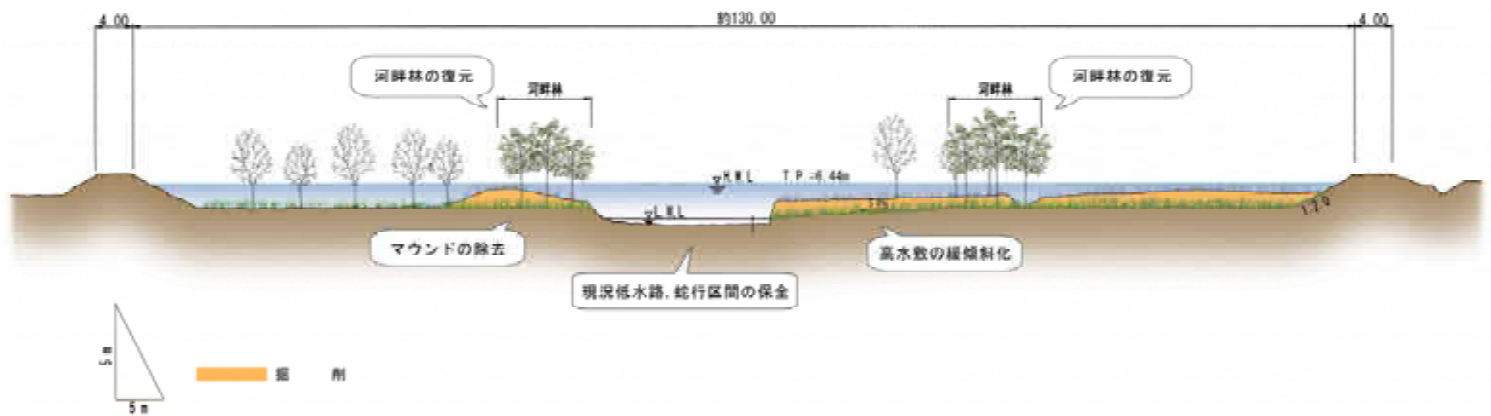 4.00
約130.00
4.00
河畔林の復元
河畔林
河畔林
河畔林の復元
H.W.L T.P.=6.44m
L.W.L
1:2.0
マウンドの除去
高水敷の緩傾斜化
現況低水路,蛇行区間の保全
5m
5m
掘 削